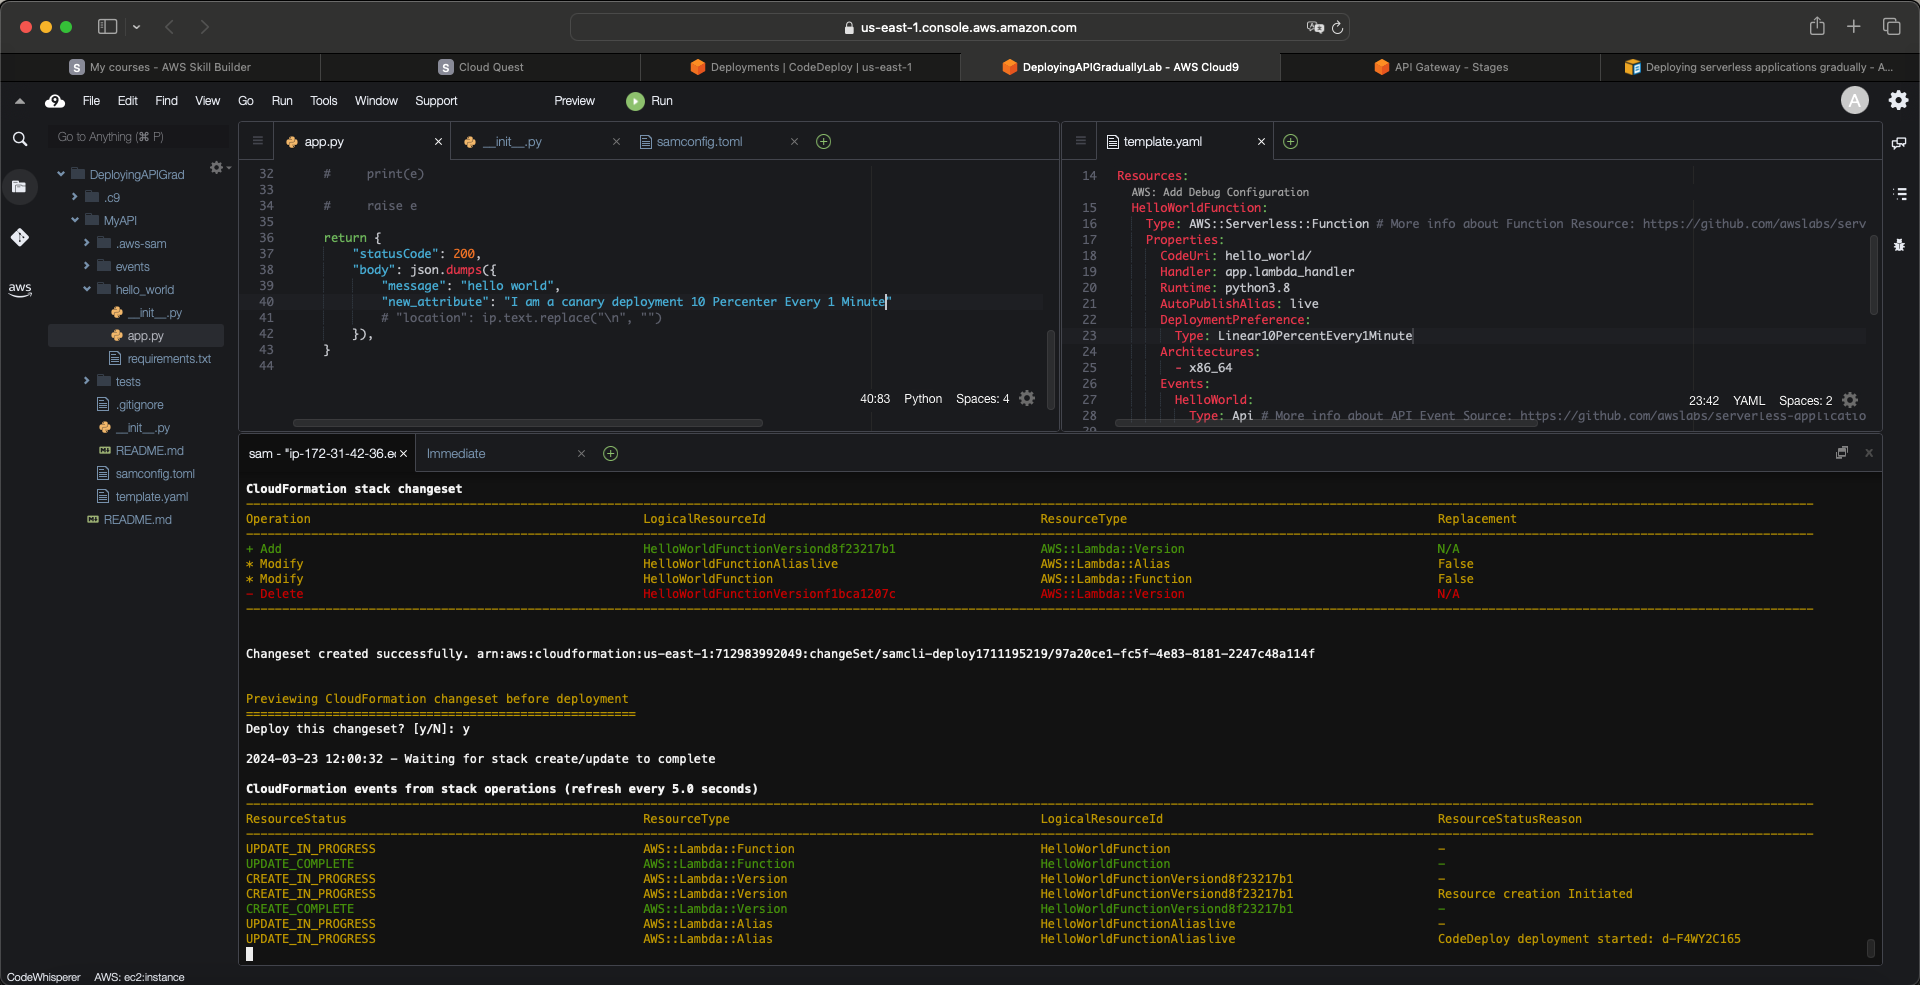 us-east-1.console.aws.amazon.com
S My courses - AWS Skill Builder
S Cloud Quest
Deployments | CodeDeploy | us-east-1
DeployingAPIGraduallyLab - AWS Cloud9
API Gateway - Stages
Deploying serverless applications gradually - A...
9 File Edit Find View Go Run Tools Window Support Preview Run A
Go to Anything (⌘ P)
DeployingAPIGrad
.c9
MyAPI
.aws-sam
events
hello_world
__init__.py
app.py
requirements.txt
tests
.gitignore
__init__.py
README.md
samconfig.toml
template.yaml
README.md
aws
app.py × __init__.py × samconfig.toml ×
32 # print(e)
33
34 # raise e
35
36 return {
37 "statusCode": 200,
38 "body": json.dumps({
39 "message": "hello world",
40 "new_attribute": "I am a canary deployment 10 Percenter Every 1 Minute"
41 # "location": ip.text.replace("\n", "")
42 }),
43 }
44
40:83 Python Spaces: 4
template.yaml ×
14 Resources:
AWS: Add Debug Configuration
15 HelloWorldFunction:
16 Type: AWS::Serverless::Function # More info about Function Resource: https://github.com/awslabs/serv
17 Properties:
18 CodeUri: hello_world/
19 Handler: app.lambda_handler
20 Runtime: python3.8
21 AutoPublishAlias: live
22 DeploymentPreference:
23 Type: Linear10PercentEvery1Minute
24 Architectures:
25 - x86_64
26 Events:
27 HelloWorld:
28 Type: Api # More info about API Event Source: https://github.com/awslabs/serverless-applicatio
29
23:42 YAML Spaces: 2
sam - "ip-172-31-42-36.ec × Immediate ×
CloudFormation stack changeset
Operation LogicalResourceId ResourceType Replacement
+ Add HelloWorldFunctionVersiond8f23217b1 AWS::Lambda::Version N/A
* Modify HelloWorldFunctionAliaslive AWS::Lambda::Alias False
* Modify HelloWorldFunction AWS::Lambda::Function False
- Delete HelloWorldFunctionVersionf1bca1207c AWS::Lambda::Version N/A
Changeset created successfully. arn:aws:cloudformation:us-east-1:712983992049:changeSet/samcli-deploy1711195219/97a20ce1-fc5f-4e83-8181-2247c48a114f
Previewing CloudFormation changeset before deployment
======================================================
Deploy this changeset? [y/N]: y
2024-03-23 12:00:32 - Waiting for stack create/update to complete
CloudFormation events from stack operations (refresh every 5.0 seconds)
ResourceStatus ResourceType LogicalResourceId ResourceStatusReason
UPDATE_IN_PROGRESS AWS::Lambda::Function HelloWorldFunction -
UPDATE_COMPLETE AWS::Lambda::Function HelloWorldFunction -
CREATE_IN_PROGRESS AWS::Lambda::Version HelloWorldFunctionVersiond8f23217b1 -
CREATE_IN_PROGRESS AWS::Lambda::Version HelloWorldFunctionVersiond8f23217b1 Resource creation Initiated
CREATE_COMPLETE AWS::Lambda::Version HelloWorldFunctionVersiond8f23217b1 -
UPDATE_IN_PROGRESS AWS::Lambda::Alias HelloWorldFunctionAliaslive -
UPDATE_IN_PROGRESS AWS::Lambda::Alias HelloWorldFunctionAliaslive CodeDeploy deployment started: d-F4WY2C165
CodeWhisperer AWS: ec2:instance